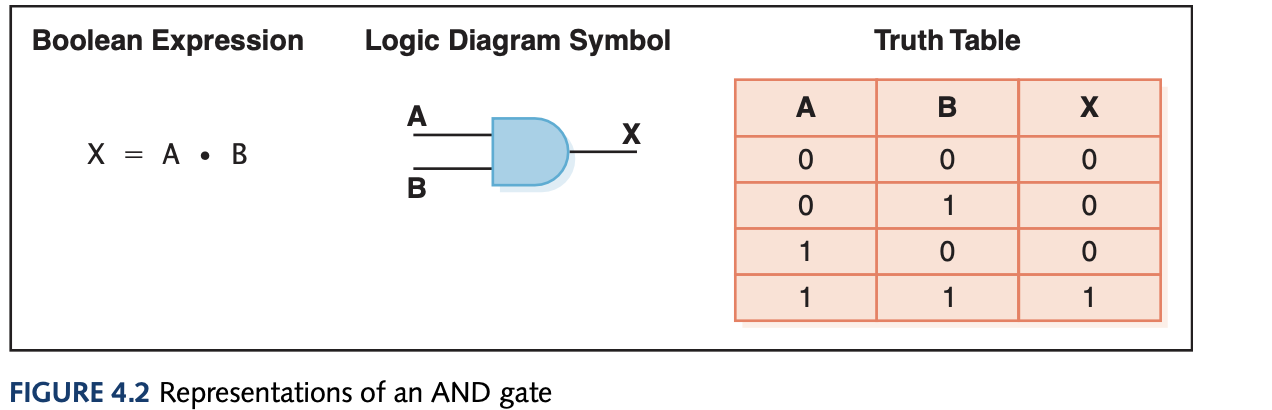 Boolean Expression
Logic Diagram Symbol
Truth Table
X = A • B
A
B
X
A B X
0 0 0
0 1 0
1 0 0
1 1 1
FIGURE 4.2 Representations of an AND gate